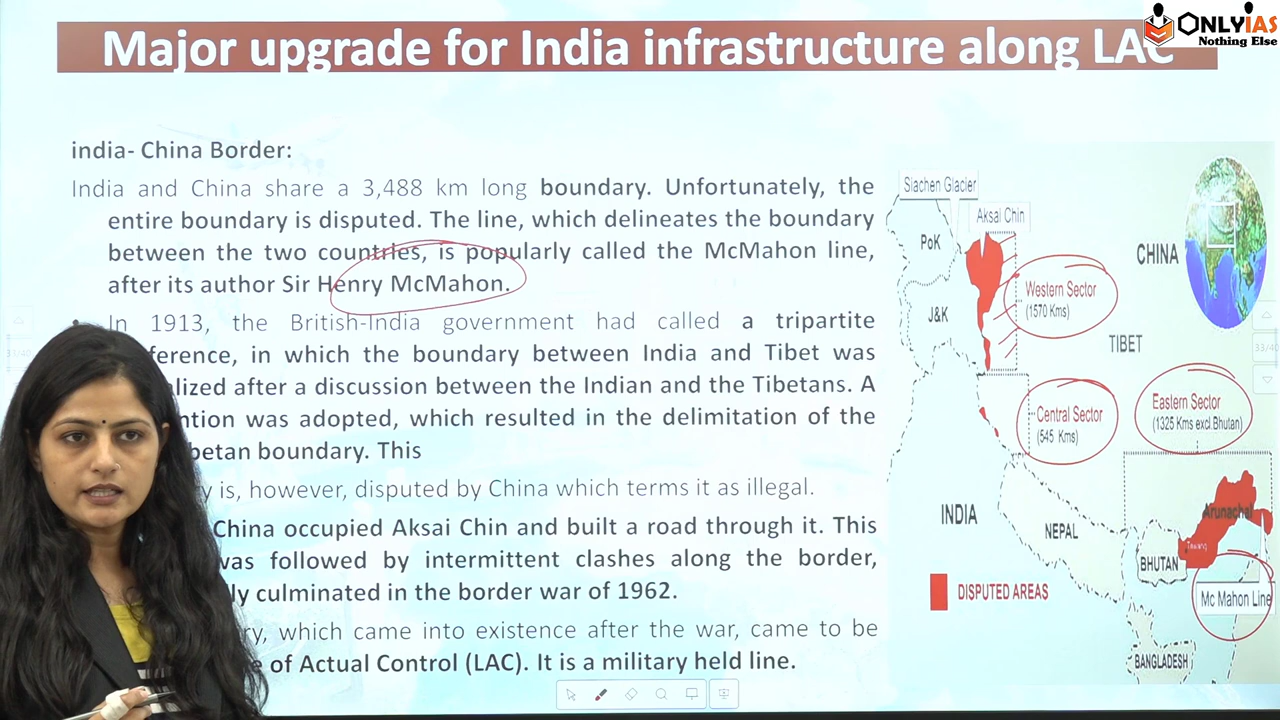 Major upgrade for India infrastructure along LAC
ONLYIAS
Nothing Else
india- China Border:
India and China share a 3,488 km long boundary. Unfortunately, the
entire boundary is disputed. The line, which delineates the boundary
between the two countries, is popularly called the McMahon line,
after its author Sir Henry McMahon.
In 1913, the British-India government had called a tripartite
ference, in which the boundary between India and Tibet was
alized after a discussion between the Indian and the Tibetans. A
ntion was adopted, which resulted in the delimitation of the
betan boundary. This
y is, however, disputed by China which terms it as illegal.
China occupied Aksai Chin and built a road through it. This
was followed by intermittent clashes along the border,
ly culminated in the border war of 1962.
ry, which came into existence after the war, came to be
e of Actual Control (LAC). It is a military held line.
Siachen Glacier
Aksai Chin
PoK
CHINA
Western Sector
(1570 Kms)
J&K
TIBET
Central Sector
(545 Kms)
Eastern Sector
(1325 Kms excl.Bhutan)
INDIA
NEPAL
Arunachal
Tawang
BHUTAN
DISPUTED AREAS
Mc Mahon Line
BANGLADESH
31/40
33/40